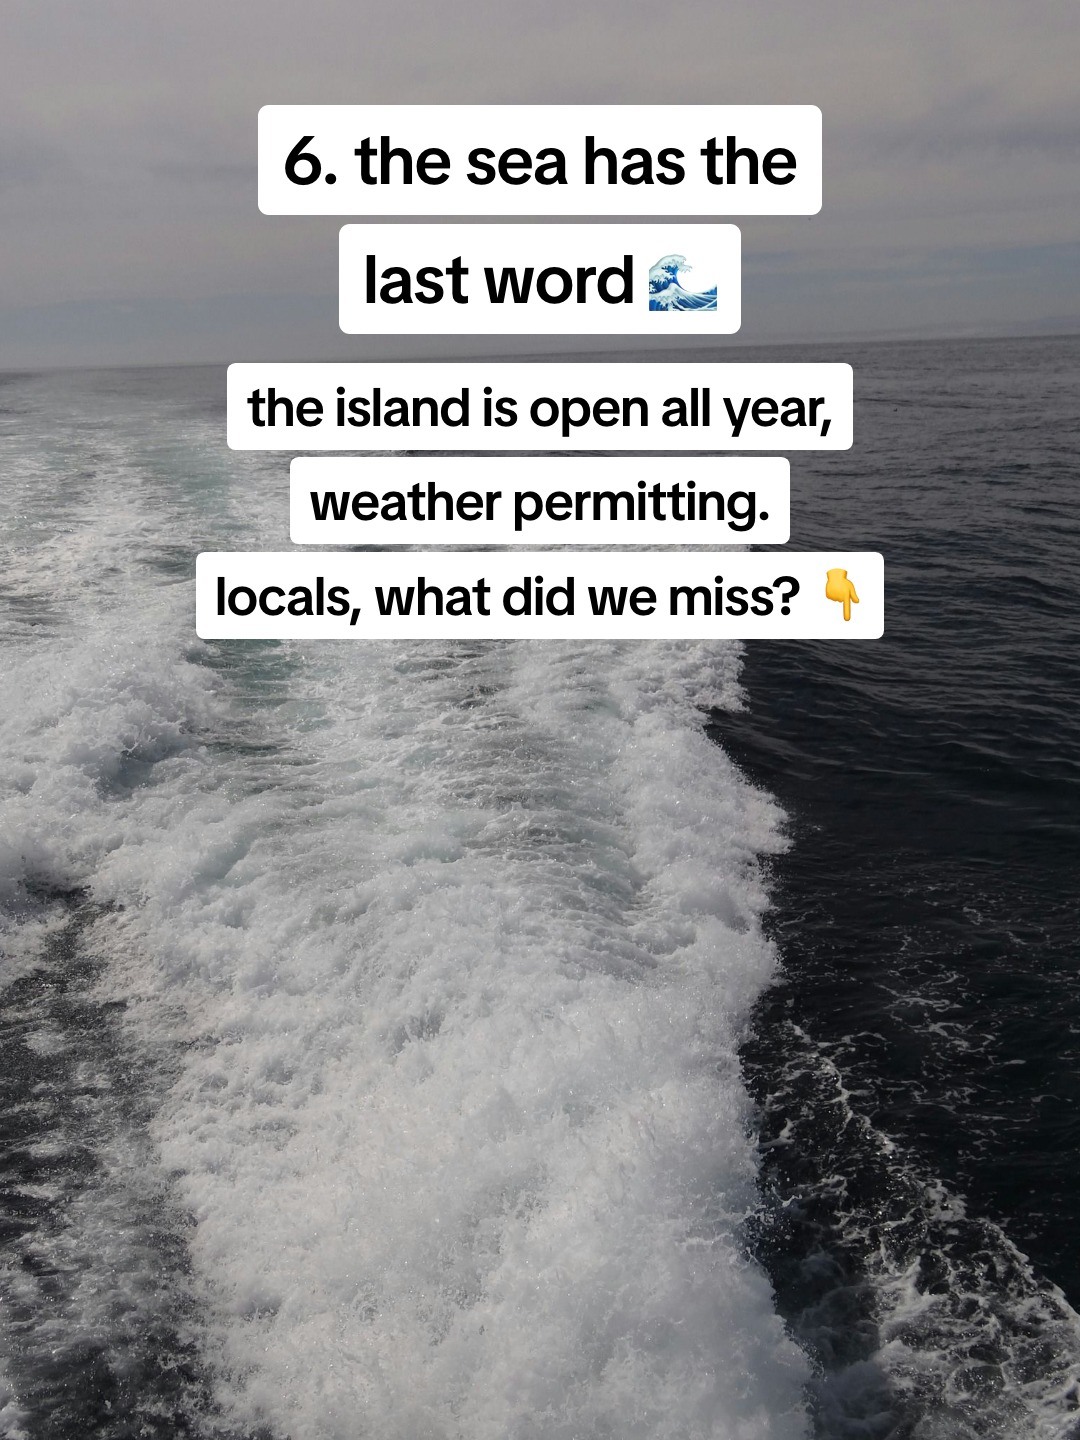 6. the sea has the
last word 🌊
the island is open all year,
weather permitting.
locals, what did we miss? 👇